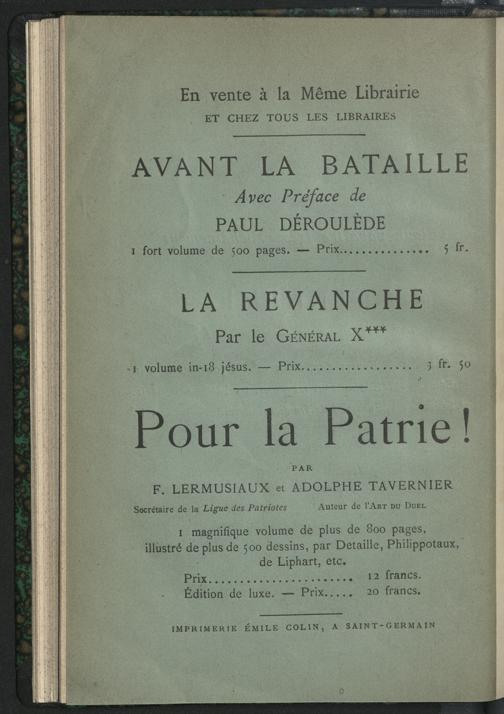 En vente à la Même Librairie
ET CHEZ TOUS LES LIBRAIRES
AVANT LA BATAILLE
Avec Préface de
PAUL DÉROULÈDE
1 fort volume de 500 pages. — Prix.............. 5 fr.
LA REVANCHE
Par le GÉNÉRAL X***
1 volume in-18 jésus. — Prix.................. 3 fr. 50
Pour la Patrie!
PAR
F. LERMUSIAUX et ADOLPHE TAVERNIER
Secrétaire de la Ligue des Patriotes Auteur de l'ART DU DUEL
1 magnifique volume de plus de 800 pages,
illustré de plus de 500 dessins, par Detaille, Philippotaux,
de Liphart, etc.
Prix....................... 12 francs.
Édition de luxe. — Prix..... 20 francs.
IMPRIMERIE ÉMILE COLIN, A SAINT-GERMAIN